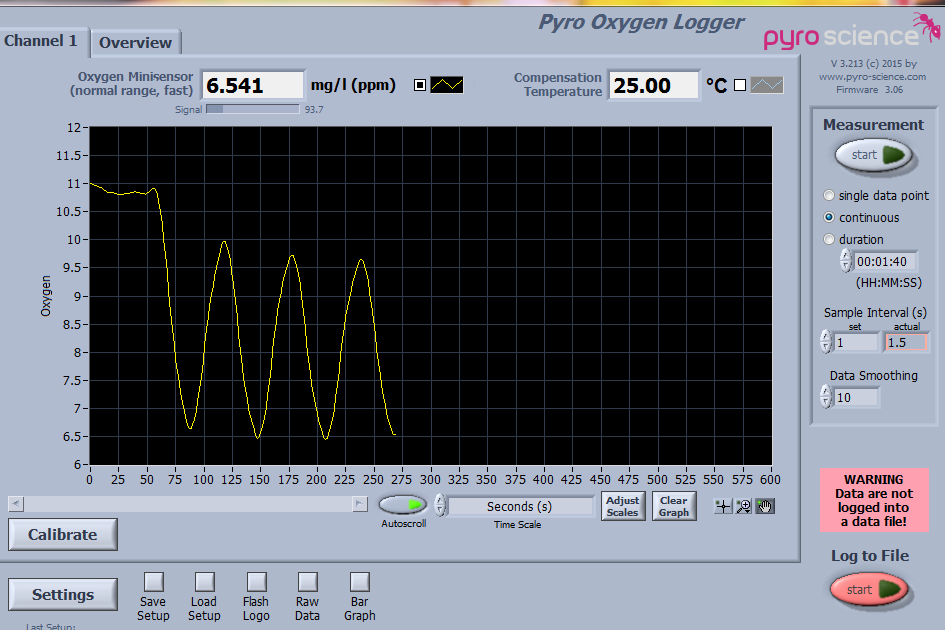 Pyro Oxygen Logger
pyroscience
V 3.213 (c) 2015 by
www.pyro-science.com
Firmware 3.06
Channel 1
Overview
Oxygen Minisensor
(normal range, fast)
6.541
mg/l (ppm)
Signal
93.7
Compensation
Temperature
25.00
°C
12
11.5
11
10.5
10
9.5
9
8.5
8
7.5
7
6.5
6
Oxygen
0 25 50 75 100 125 150 175 200 225 250 275 300 325 350 375 400 425 450 475 500 525 550 575 600
Autoscroll
Seconds (s)
Time Scale
Adjust
Scales
Clear
Graph
Calibrate
Measurement
start
single data point
continuous
duration
00:01:40
(HH:MM:SS)
Sample Interval (s)
set actual
1 1.5
Data Smoothing
10
WARNING
Data are not
logged into
a data file!
Log to File
start
Settings
Save
Setup
Load
Setup
Flash
Logo
Raw
Data
Bar
Graph
Last Setup: